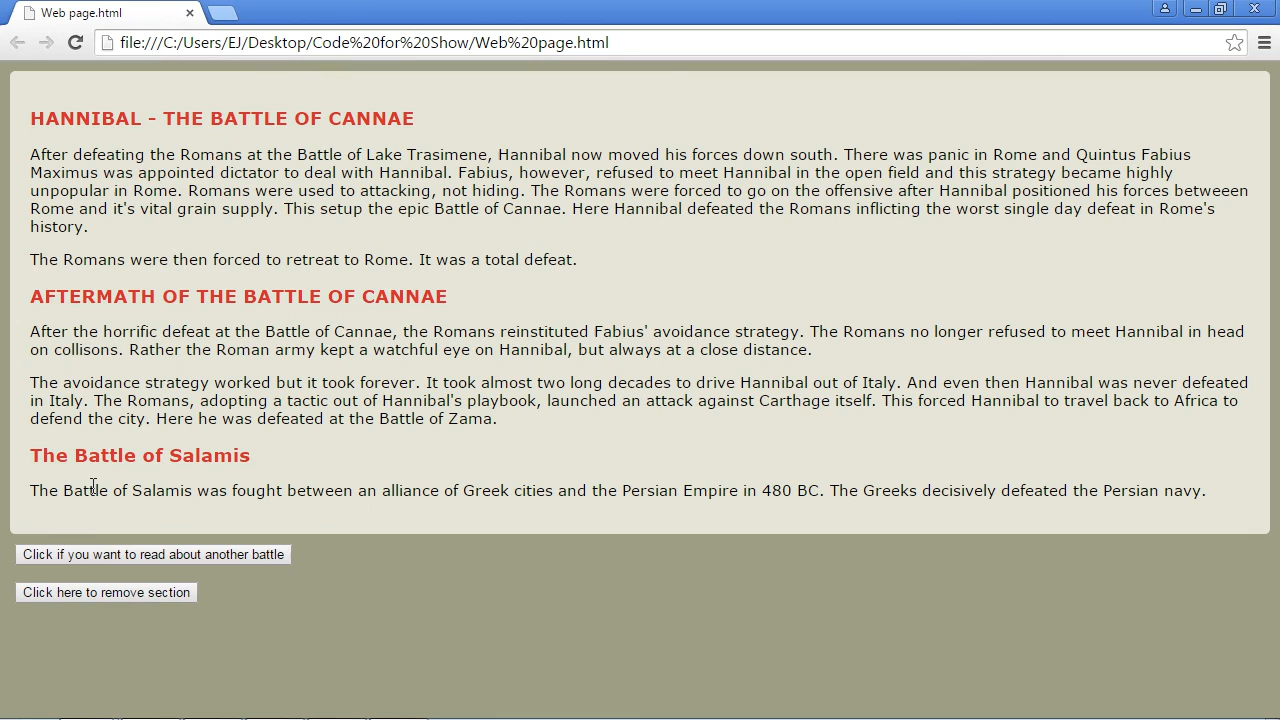 Web page.html
file:///C:/Users/EJ/Desktop/Code%20for%20Show/Web%20page.html
HANNIBAL - THE BATTLE OF CANNAE
After defeating the Romans at the Battle of Lake Trasimene, Hannibal now moved his forces down south. There was panic in Rome and Quintus Fabius
Maximus was appointed dictator to deal with Hannibal. Fabius, however, refused to meet Hannibal in the open field and this strategy became highly
unpopular in Rome. Romans were used to attacking, not hiding. The Romans were forced to go on the offensive after Hannibal positioned his forces betweeen
Rome and it's vital grain supply. This setup the epic Battle of Cannae. Here Hannibal defeated the Romans inflicting the worst single day defeat in Rome's
history.
The Romans were then forced to retreat to Rome. It was a total defeat.
AFTERMATH OF THE BATTLE OF CANNAE
After the horrific defeat at the Battle of Cannae, the Romans reinstituted Fabius' avoidance strategy. The Romans no longer refused to meet Hannibal in head
on collisons. Rather the Roman army kept a watchful eye on Hannibal, but always at a close distance.
The avoidance strategy worked but it took forever. It took almost two long decades to drive Hannibal out of Italy. And even then Hannibal was never defeated
in Italy. The Romans, adopting a tactic out of Hannibal's playbook, launched an attack against Carthage itself. This forced Hannibal to travel back to Africa to
defend the city. Here he was defeated at the Battle of Zama.
The Battle of Salamis
The Battle of Salamis was fought between an alliance of Greek cities and the Persian Empire in 480 BC. The Greeks decisively defeated the Persian navy.
Click if you want to read about another battle
Click here to remove section